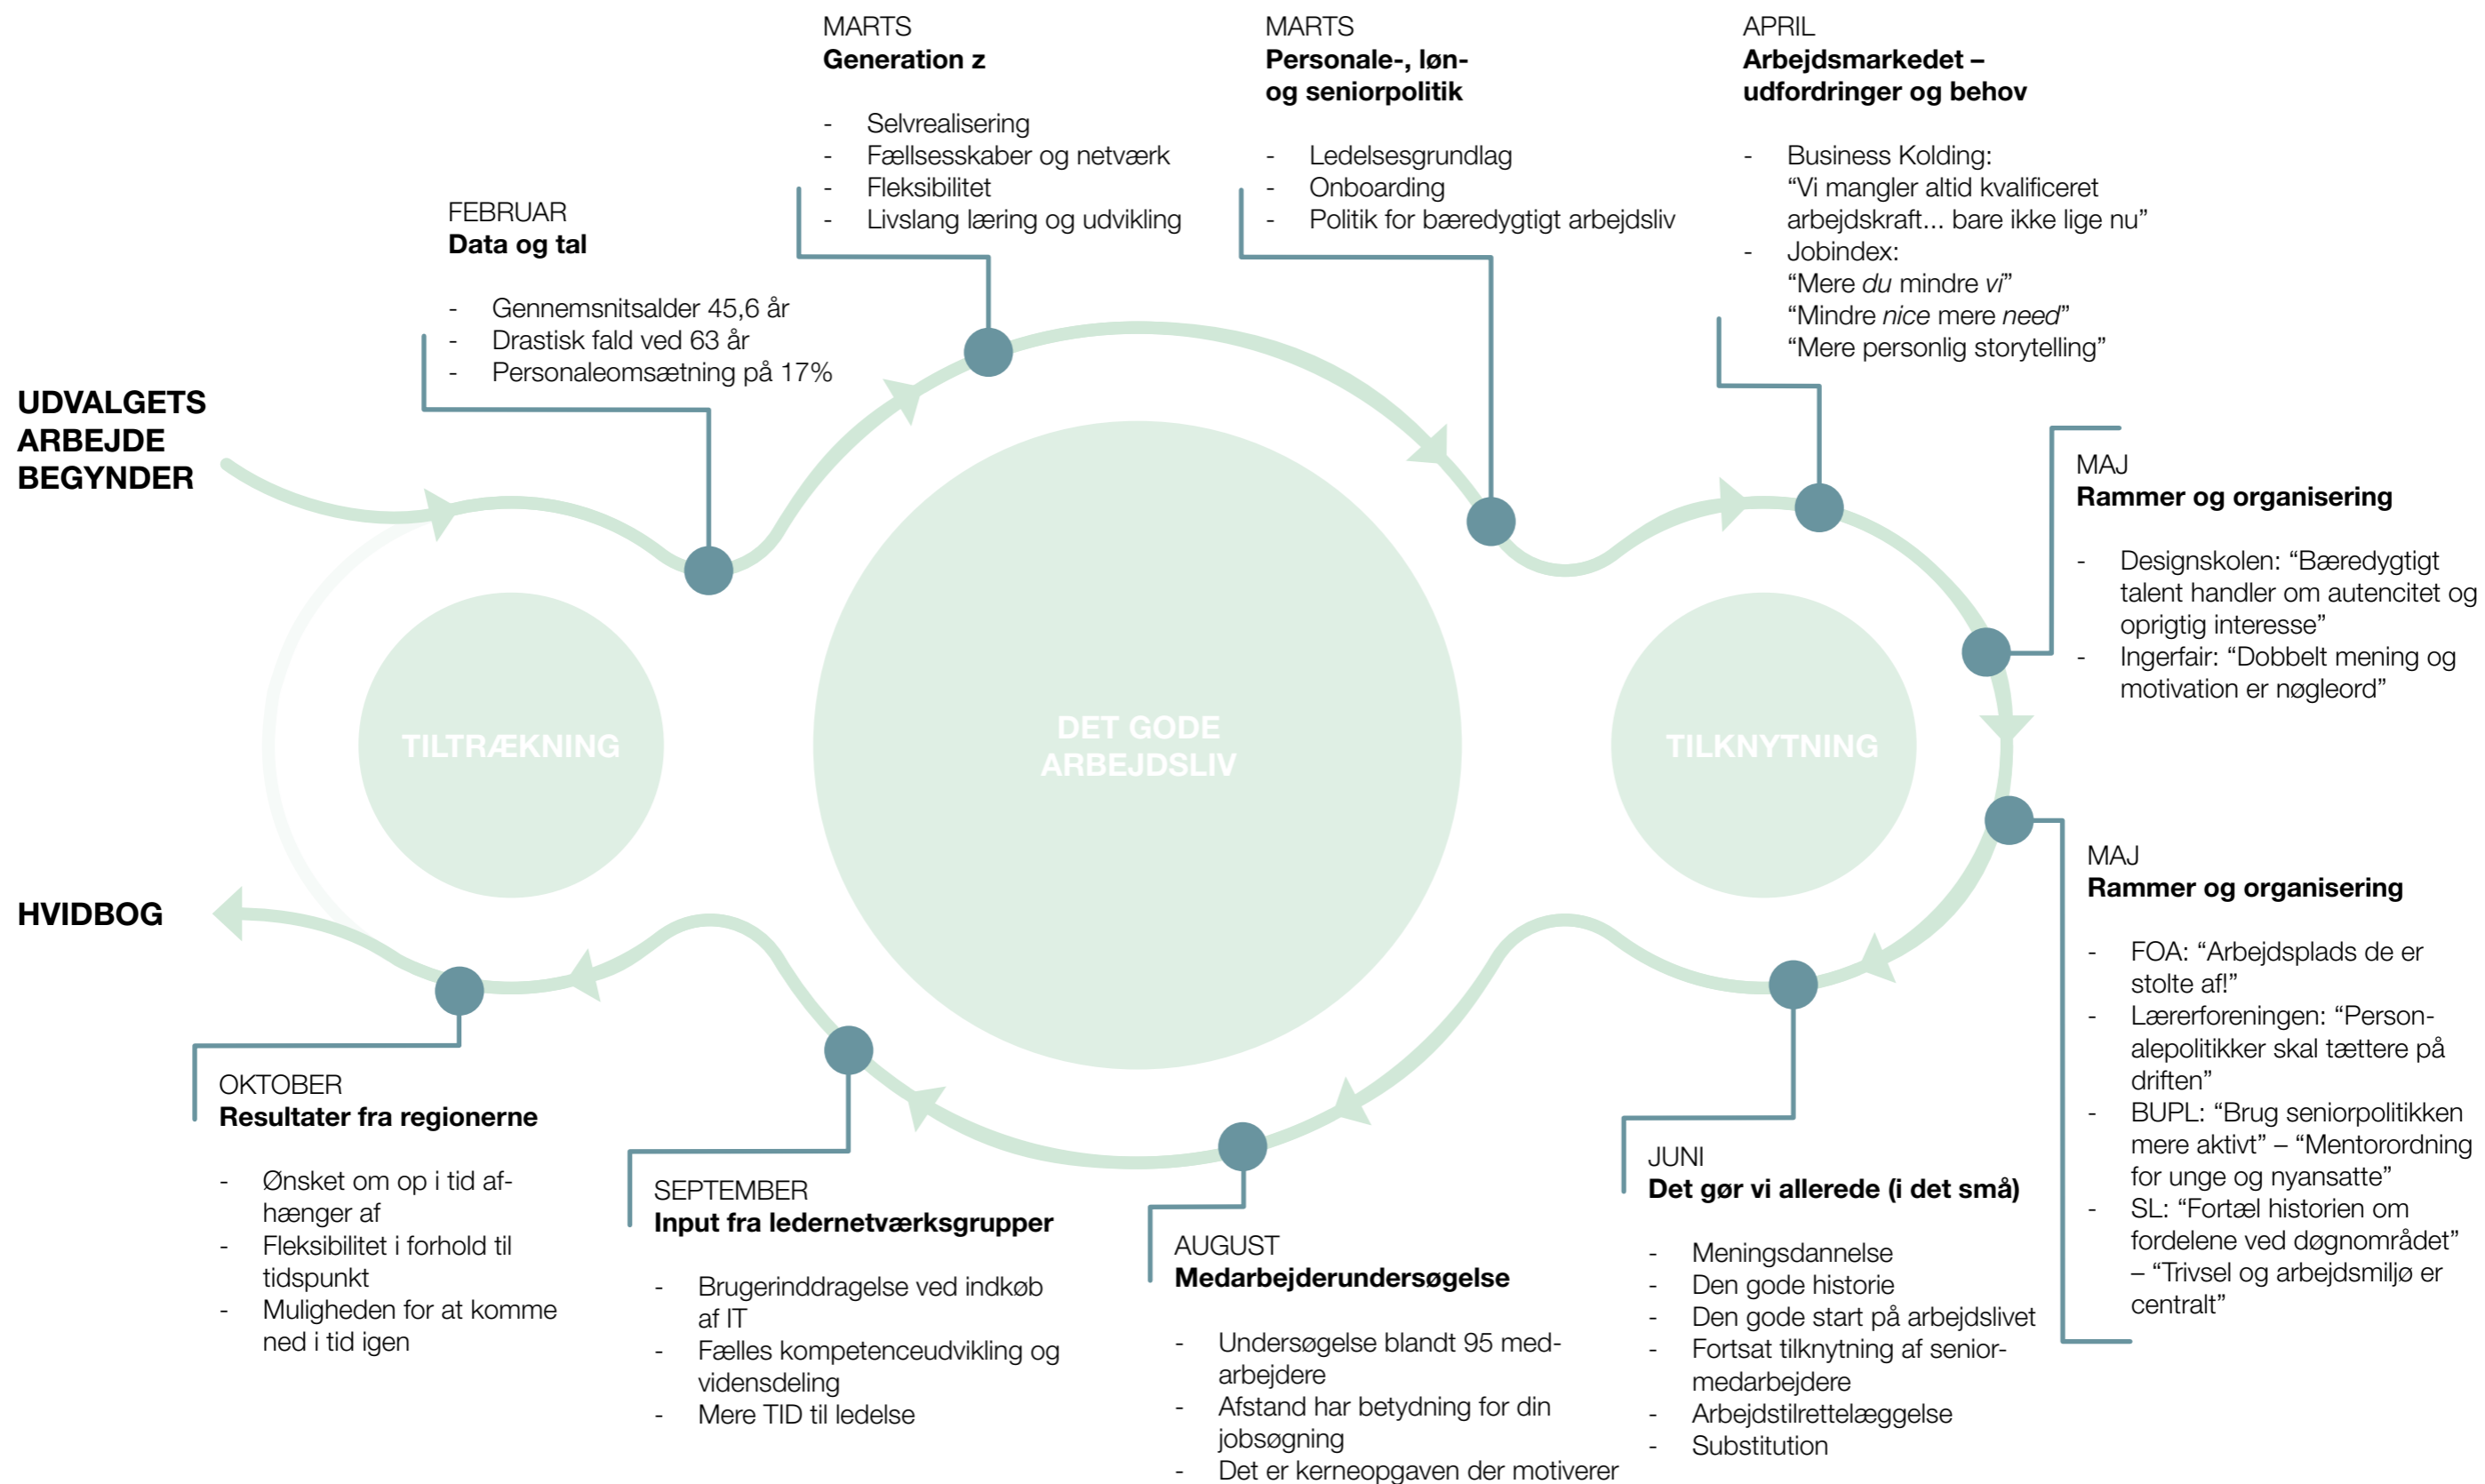 UDVALGETS
ARBEJDE
BEGYNDER
FEBRUAR
Data og tal
- Gennemsnitsalder 45,6 år
- Drastisk fald ved 63 år
- Personaleomsætning på 17%
MARTS
Generation z
- Selvrealisering
- Fællsesskaber og netværk
- Fleksibilitet
- Livslang læring og udvikling
MARTS
Personale-, løn-
og seniorpolitik
- Ledelsesgrundlag
- Onboarding
- Politik for bæredygtigt arbejdsliv
APRIL
Arbejdsmarkedet –
udfordringer og behov
- Business Kolding:
“Vi mangler altid kvalificeret
arbejdskraft... bare ikke lige nu”
- Jobindex:
“Mere du mindre vi”
“Mindre nice mere need”
“Mere personlig storytelling”
MAJ
Rammer og organisering
- Designskolen: “Bæredygtigt
talent handler om autencitet og
oprigtig interesse”
- Ingerfair: “Dobbelt mening og
motivation er nøgleord”
TILTRÆKNING
DET GODE
ARBEJDSLIV
TILKNYTNING
MAJ
Rammer og organisering
- FOA: “Arbejdsplads de er
stolte af!”
- Lærerforeningen: “Person-
alepolitikker skal tættere på
driften”
- BUPL: “Brug seniorpolitikken
mere aktivt” – “Mentorordning
for unge og nyansatte”
- SL: “Fortæl historien om
fordelene ved døgnområdet”
– “Trivsel og arbejdsmiljø er
centralt”
JUNI
Det gør vi allerede (i det små)
- Meningsdannelse
- Den gode historie
- Den gode start på arbejdslivet
- Fortsat tilknytning af senior-
medarbejdere
- Arbejdstilrettelæggelse
- Substitution
AUGUST
Medarbejderundersøgelse
- Undersøgelse blandt 95 med-
arbejdere
- Afstand har betydning for din
jobsøgning
- Det er kerneopgaven der motiverer
SEPTEMBER
Input fra ledernetværksgrupper
- Brugerinddragelse ved indkøb
af IT
- Fælles kompetenceudvikling og
vidensdeling
- Mere TID til ledelse
OKTOBER
Resultater fra regionerne
- Ønsket om op i tid af-
hænger af
- Fleksibilitet i forhold til
tidspunkt
- Muligheden for at komme
ned i tid igen
HVIDBOG